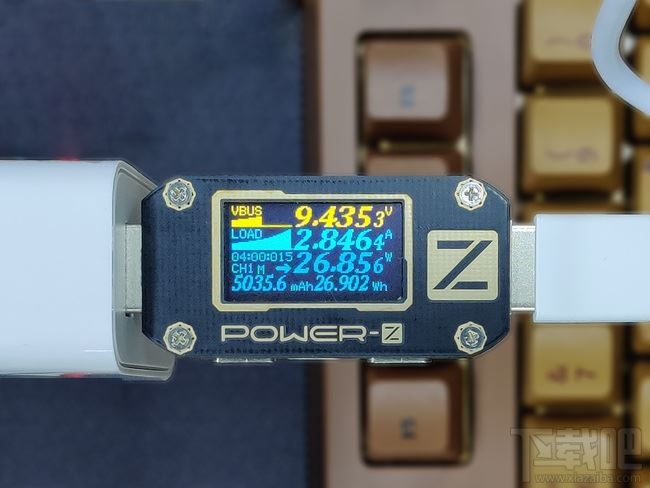 VBUS 9.4353V
LOAD 2.8464A
04:00:015
CH1 M →26.856W
5035.6 mAh 26.902 Wh
Z
POWER-Z
下载吧
www.xiazaiba.com